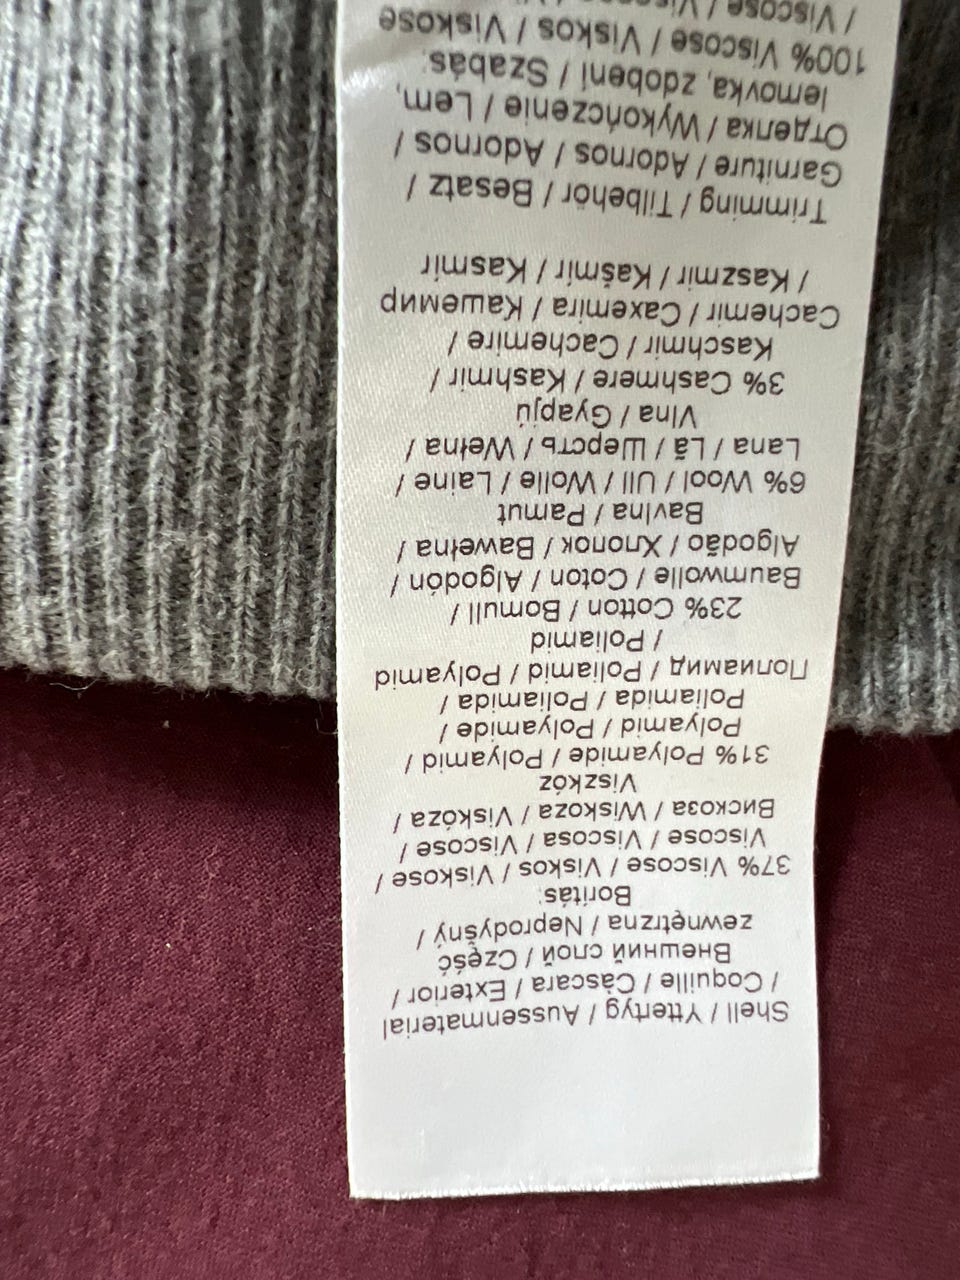 Shell / Yttertyg / Aussenmaterial
/ Coquille / Cáscara / Exterior /
Внешний слой / Część
zewnętrzna / Neprodyšný /
Borítás:
37% Viscose / Viskos / Viskose /
Viscose / Viscosa / Viscose /
Вискоза / Wiskoza / Viskóza /
Viszkóz
31% Polyamide / Polyamid /
Polyamid / Polyamide /
Poliamida / Poliamida /
Полиамид / Poliamid / Polyamid
/ Poliamid
23% Cotton / Bomull /
Baumwolle / Coton / Algodón /
Algodão / Хлопок / Bawełna /
Bavlna / Pamut
6% Wool / Ull / Wolle / Laine /
Lana / Lã / Шерсть / Wełna /
Vlna / Gyapjú
3% Cashmere / Kashmir /
Kaschmir / Cachemire /
Cachemir / Caxemira / Кашемир
/ Kaszmir / Kašmír / Kasmír
Trimming / Tilbehör / Besatz /
Garniture / Adornos / Adornos /
Отделка / Wykończenie / Lem,
lemovka, zdobení / Szabás:
100% Viscose / Viskos / Viskose
/ Viscose / Viscosa / Viscose